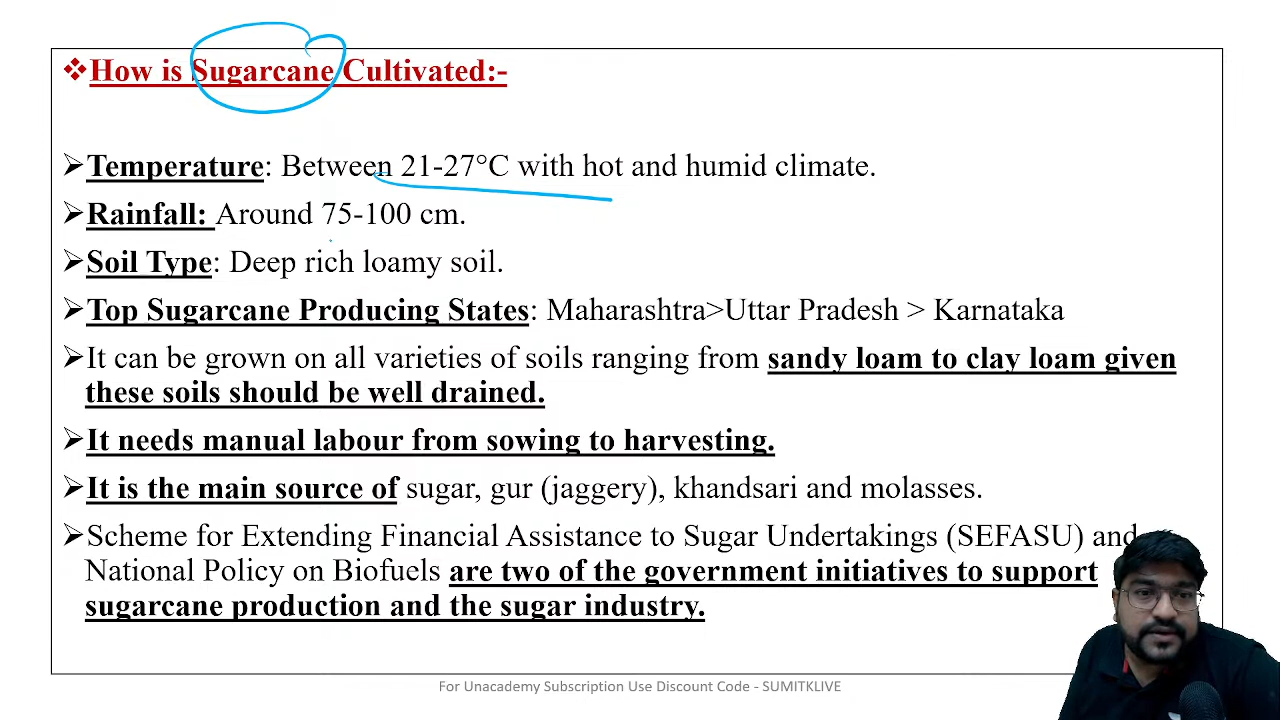 ❖How is Sugarcane Cultivated:-
➢Temperature: Between 21-27°C with hot and humid climate.
➢Rainfall: Around 75-100 cm.
➢Soil Type: Deep rich loamy soil.
➢Top Sugarcane Producing States: Maharashtra>Uttar Pradesh > Karnataka
➢It can be grown on all varieties of soils ranging from sandy loam to clay loam given
these soils should be well drained.
➢It needs manual labour from sowing to harvesting.
➢It is the main source of sugar, gur (jaggery), khandsari and molasses.
➢Scheme for Extending Financial Assistance to Sugar Undertakings (SEFASU) and
National Policy on Biofuels are two of the government initiatives to support
sugarcane production and the sugar industry.
For Unacademy Subscription Use Discount Code - SUMITKLIVE